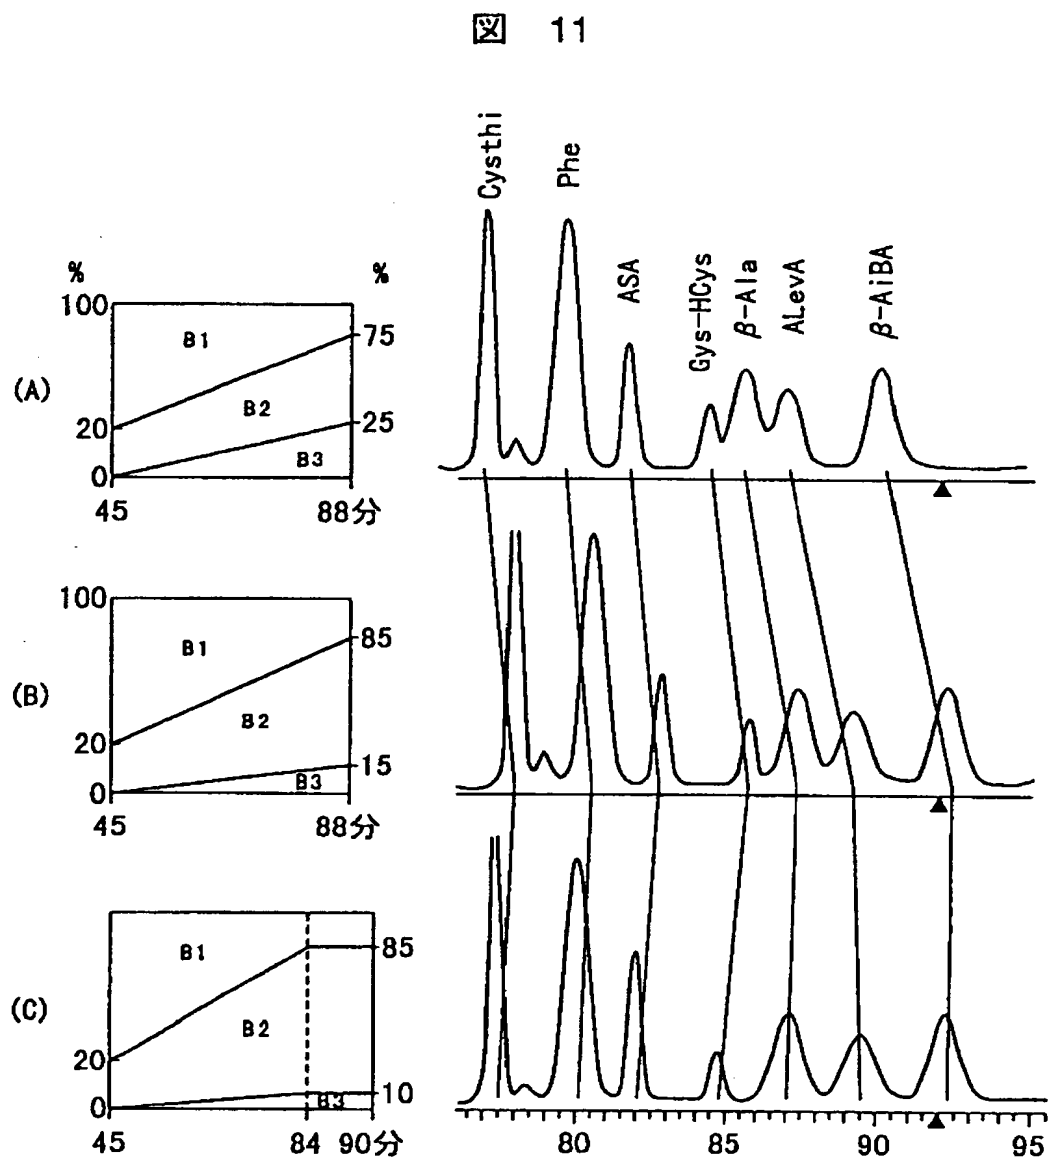 図 11
(A)
% %
100
B1
75
B2
20
25
B3
0
45 88分
Cysthi
Phe
ASA
Gys-HCys
β-Ala
ALevA
β-AiBA
(B)
100
B1
85
B2
20
15
B3
0
45 88分
(C)
B1
85
B2
20
10
B3
0
45 84 90分
80 85 90 95